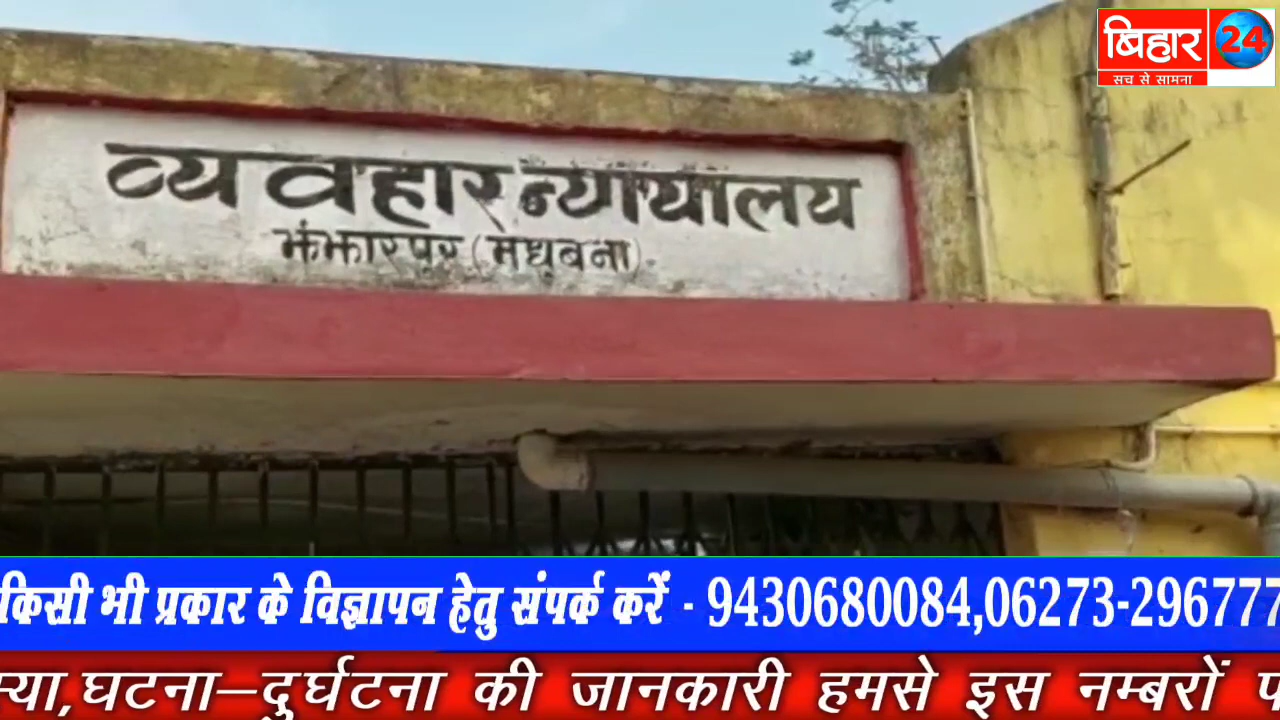 बिहार 24
सच से सामना
व्यवहार न्यायालय
झंझारपुर (मधुबनी)
किसी भी प्रकार के विज्ञापन हेतु संपर्क करें - 9430680084,06273-296777
स्या,घटना–दुर्घटना की जानकारी हमसे इस नम्बरों प